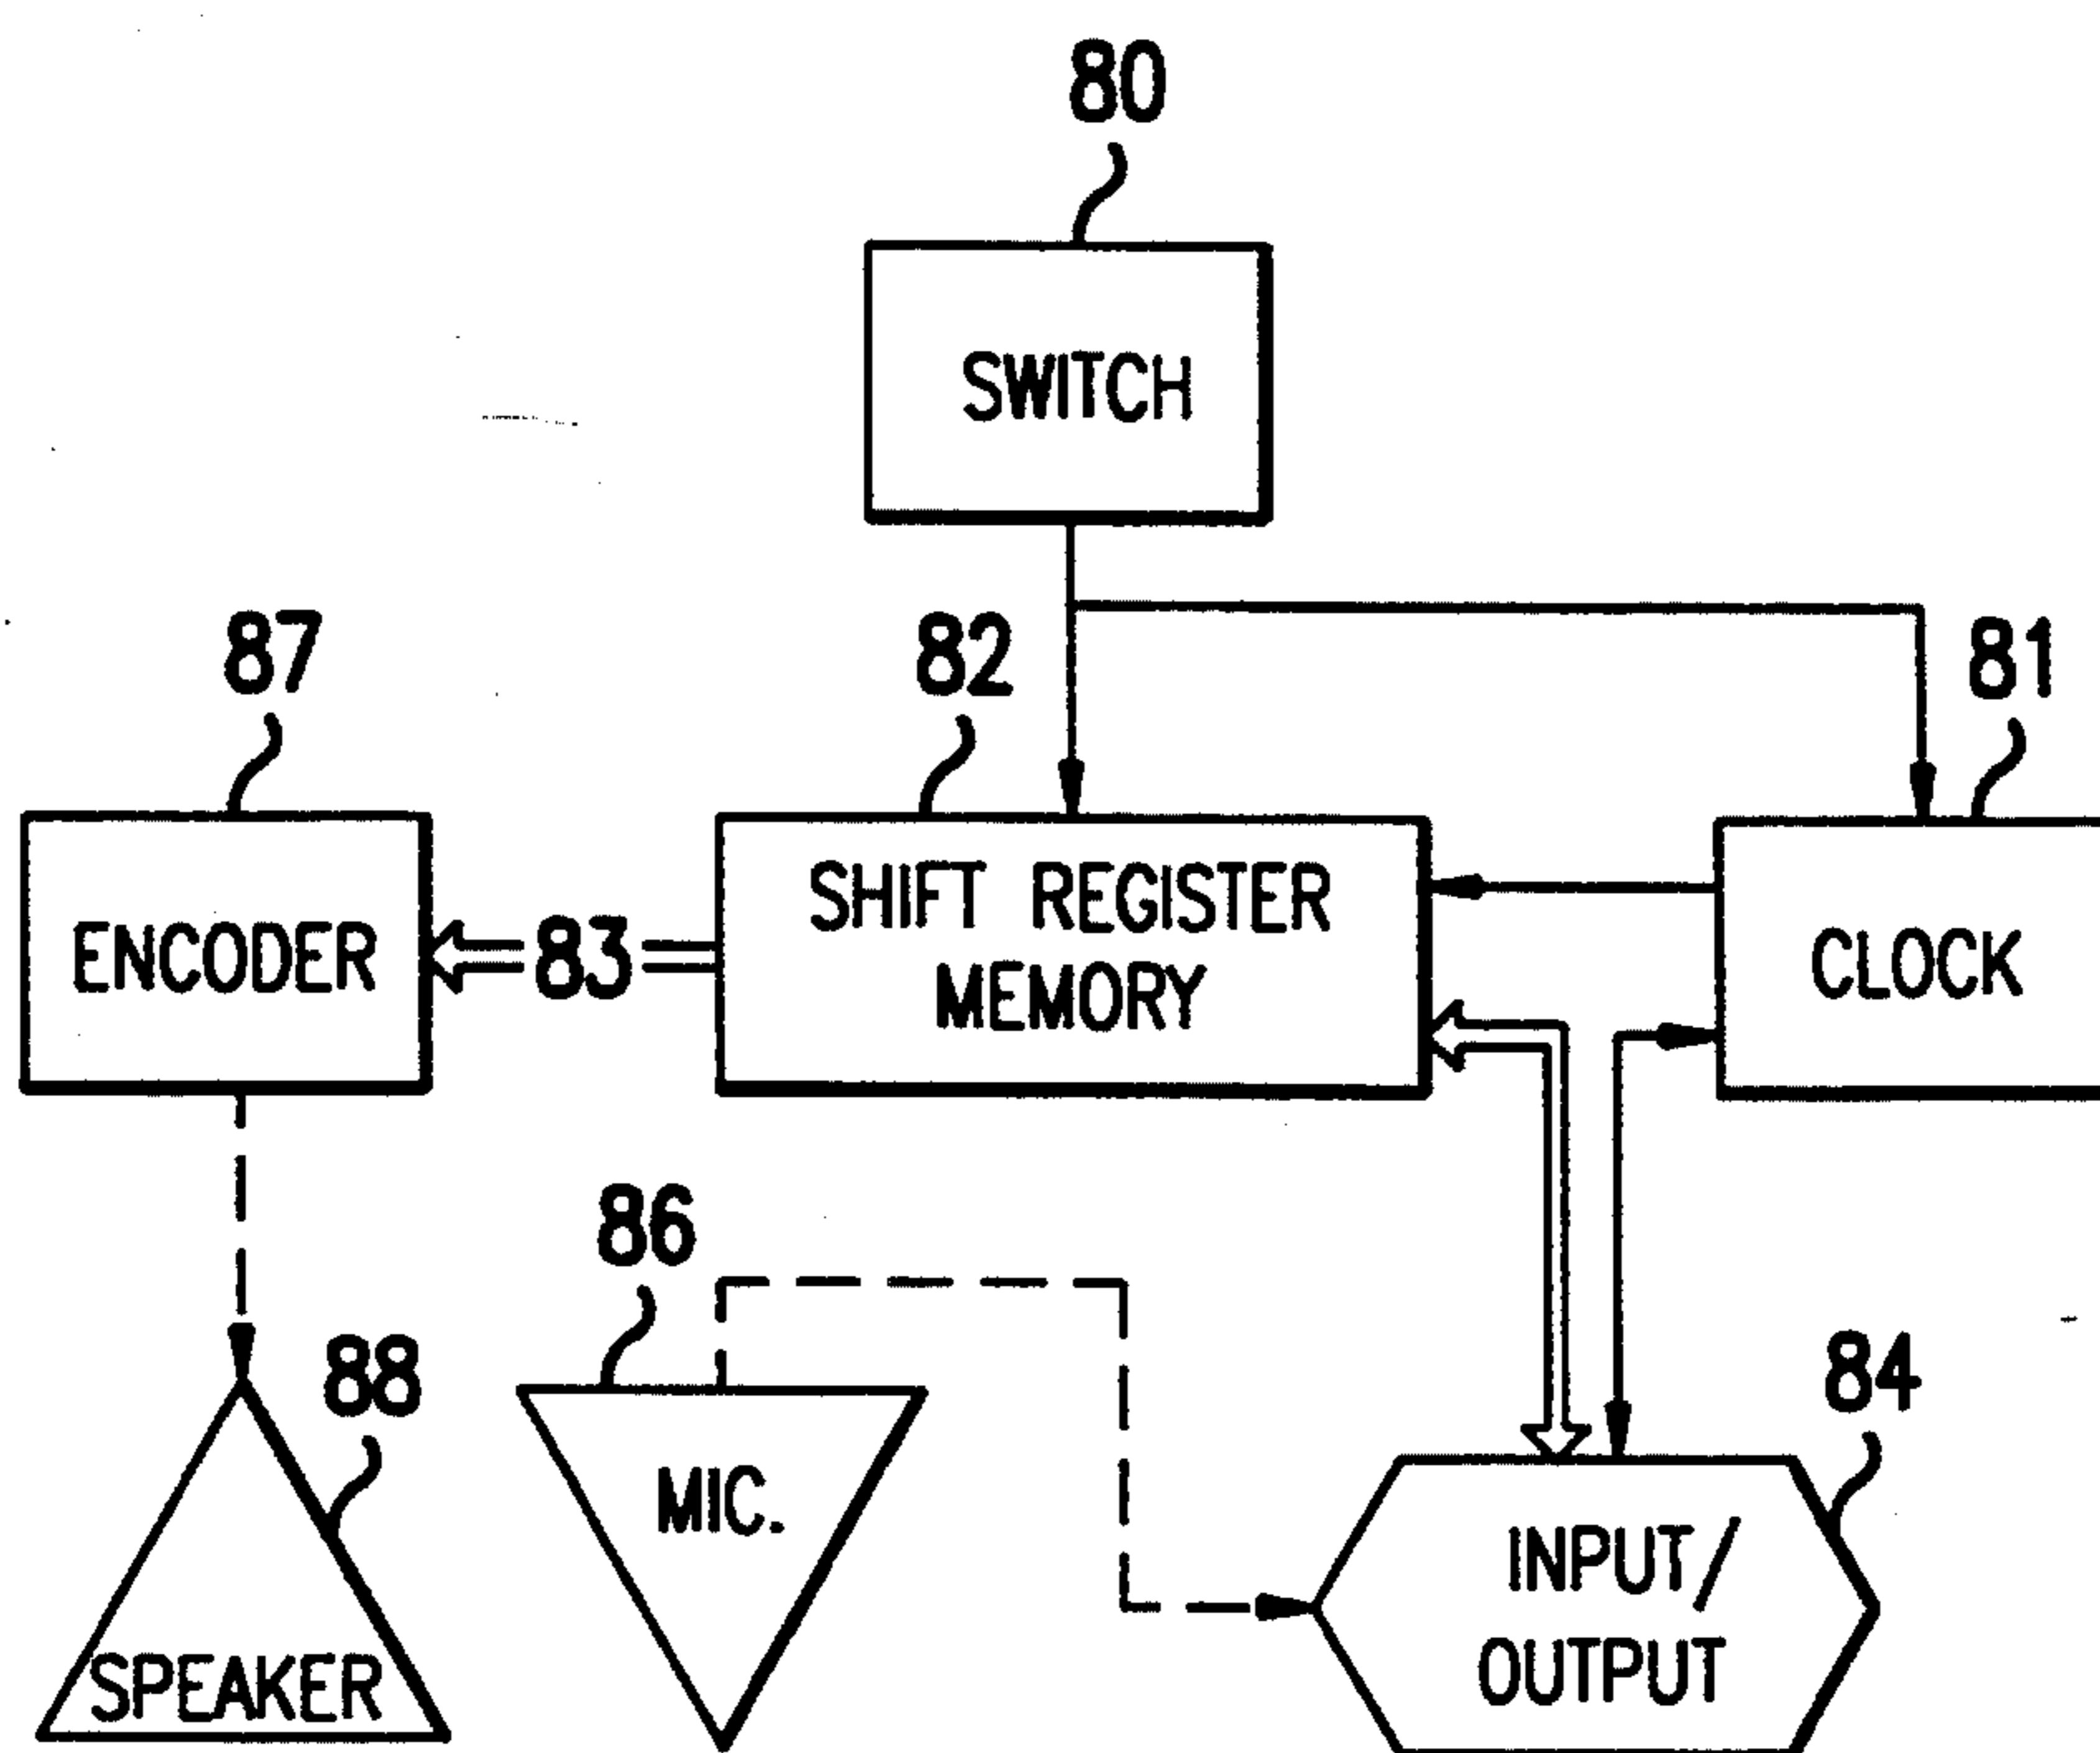 80
SWITCH
87
82
81
ENCODER
83
SHIFT REGISTER
MEMORY
CLOCK
86
88
84
MIC.
SPEAKER
INPUT/
OUTPUT